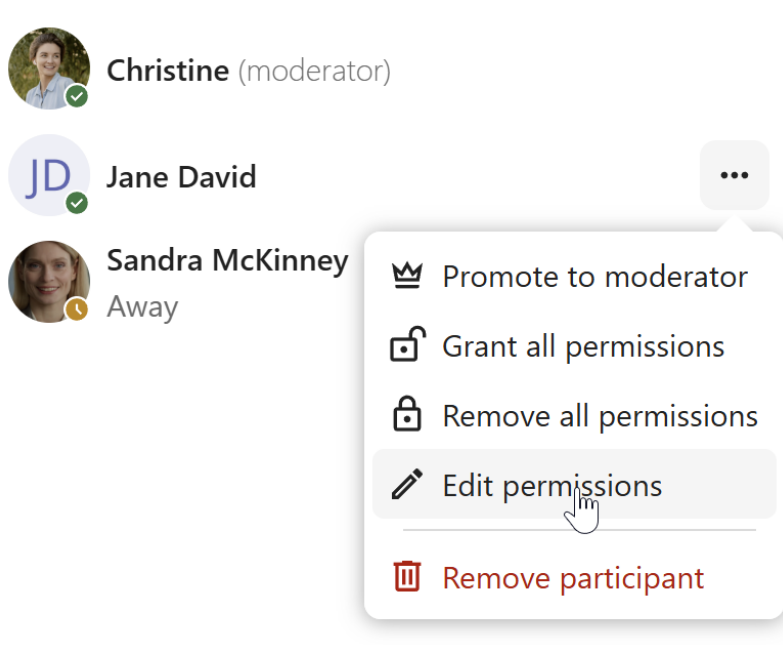 Christine (moderator)
JD
Jane David
Sandra McKinney
Away
Promote to moderator
Grant all permissions
Remove all permissions
Edit permissions
Remove participant